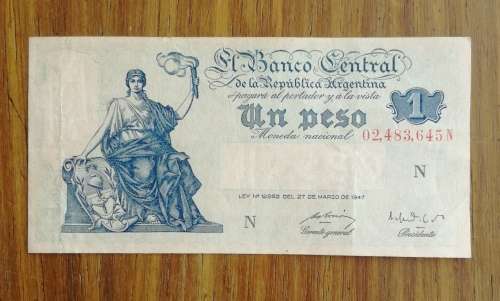 El Banco Central
de la República Argentina
pagará al portador y á la vista
1
Un peso
Moneda nacional
02,483,645 N
N
LEY Nº 12.962 DEL 27 DE MARZO DE 1947
N
Gerente general
Presidente